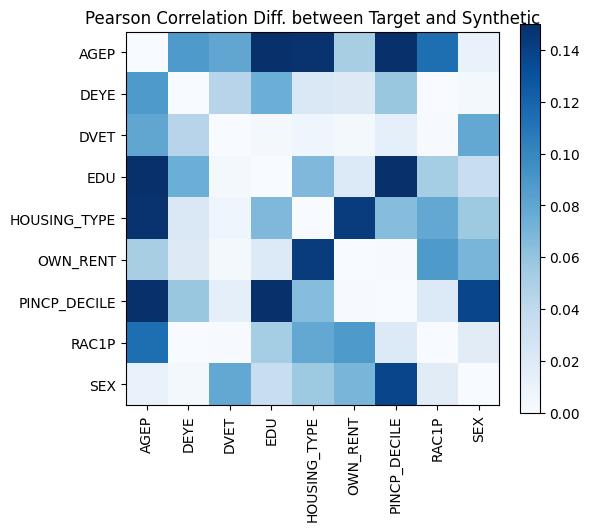 Pearson Correlation Diff. between Target and Synthetic
AGEP
DEYE
DVET
EDU
HOUSING_TYPE
OWN_RENT
PINCP_DECILE
RAC1P
SEX
AGEP
DEYE
DVET
EDU
HOUSING_TYPE
OWN_RENT
PINCP_DECILE
RAC1P
SEX
0.14
0.12
0.10
0.08
0.06
0.04
0.02
0.00